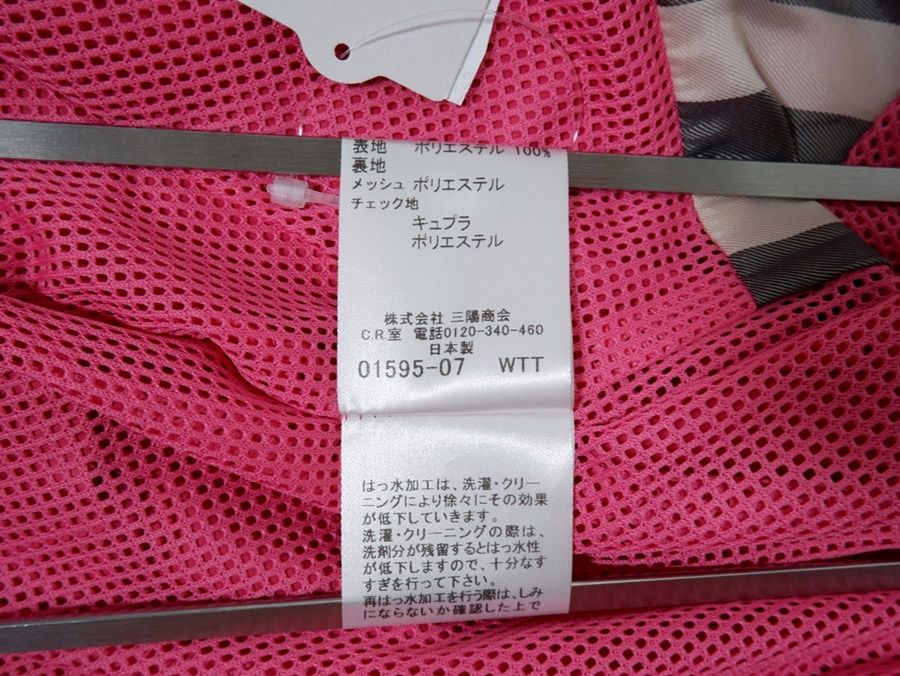 表地 ポリエステル 100%
裏地
メッシュ ポリエステル
チェック地
キュプラ
ポリエステル
株式会社 三陽商会
C.R.室 電話0120-340-460
日本製
01595-07 WTT
はっ水加工は、洗濯・クリー
ニングにより徐々にその効果
が低下していきます。
洗濯・クリーニングの際は、
洗剤分が残留するとはっ水性
が低下しますので、十分なす
すぎを行って下さい。
再はっ水加工を行う際は、しみ
にならないか確認した上で